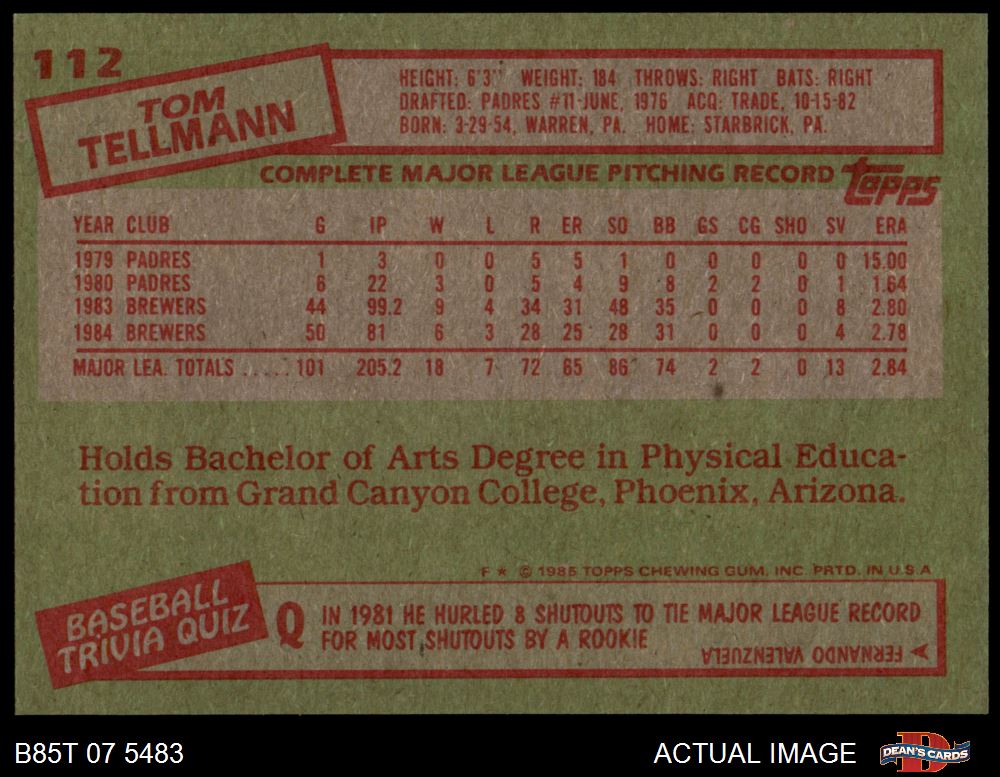 112
TOM
TELLMANN
HEIGHT: 6'3" WEIGHT: 184 THROWS: RIGHT BATS: RIGHT
DRAFTED: PADRES #11-JUNE, 1976 ACQ: TRADE, 10-15-82
BORN: 3-29-54, WARREN, PA. HOME: STARBRICK, PA.
COMPLETE MAJOR LEAGUE PITCHING RECORD
topps
YEAR CLUB G IP W L R ER SO BB GS CG SHO SV ERA
1979 PADRES 1 3 0 0 5 5 1 0 0 0 0 0 15.00
1980 PADRES 6 22 3 0 5 4 9 8 2 2 0 1 1.64
1983 BREWERS 44 99.2 9 4 34 31 48 35 0 0 0 8 2.80
1984 BREWERS 50 81 6 3 28 25 28 31 0 0 0 4 2.78
MAJOR LEA. TOTALS ..... 101 205.2 18 7 72 65 86 74 2 2 0 13 2.84
Holds Bachelor of Arts Degree in Physical Educa-
tion from Grand Canyon College, Phoenix, Arizona.
F ★ © 1985 TOPPS CHEWING GUM, INC. PRTD. IN U.S.A
BASEBALL
TRIVIA QUIZ
Q IN 1981 HE HURLED 8 SHUTOUTS TO TIE MAJOR LEAGUE RECORD
FOR MOST SHUTOUTS BY A ROOKIE
FERNANDO VALENZUELA
B85T 07 5483
ACTUAL IMAGE
D
DEAN'S CARDS